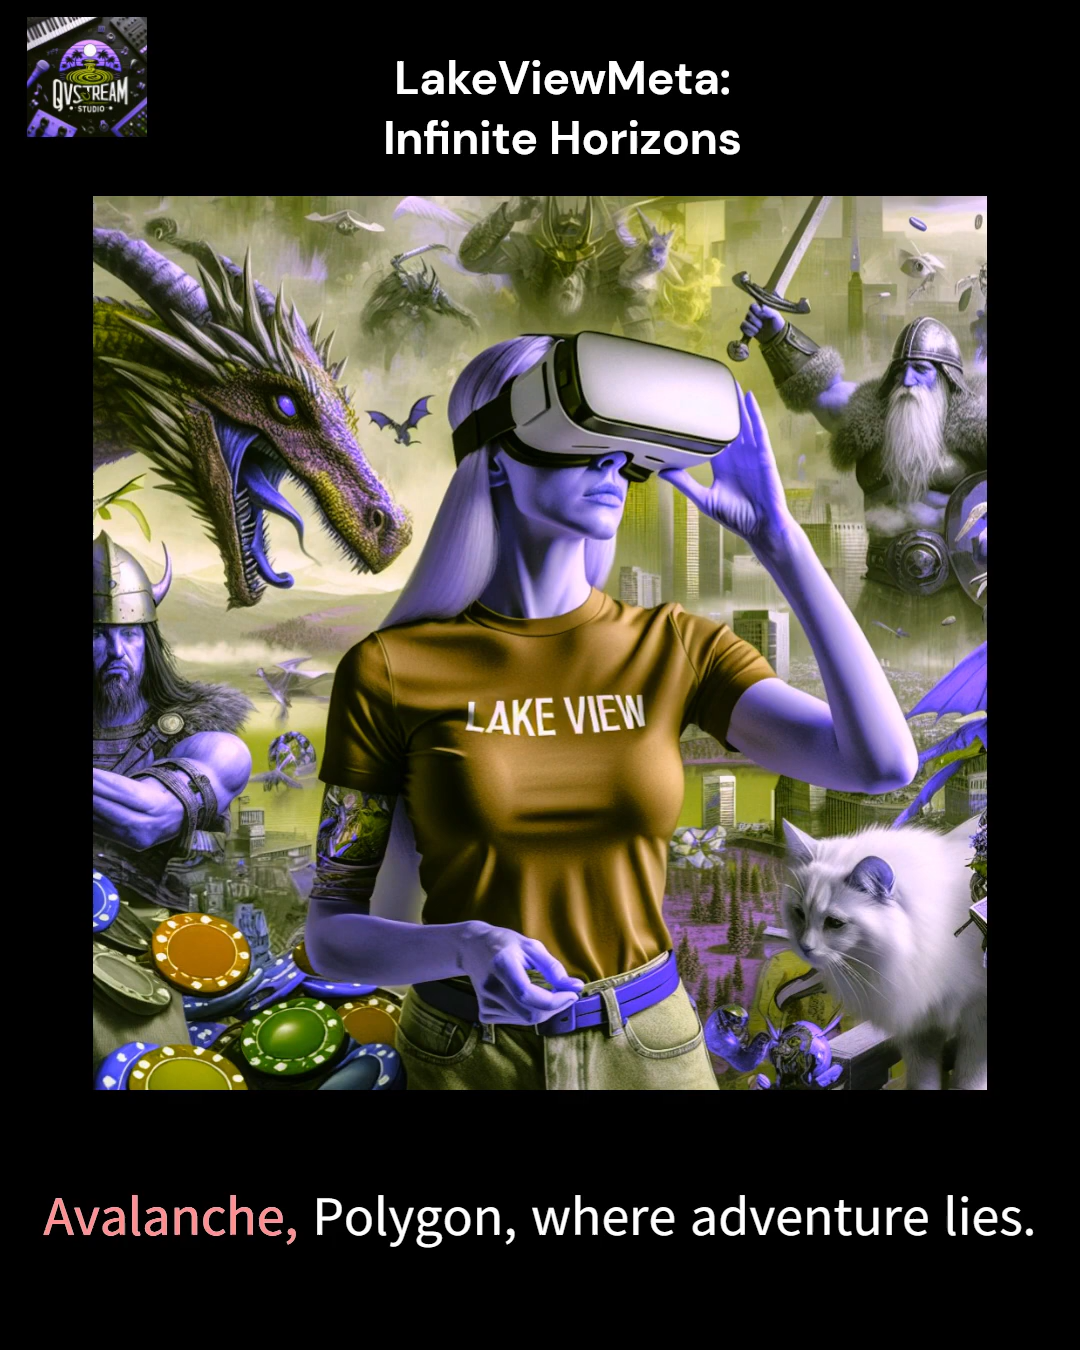 QVSTREAM
STUDIO
LakeViewMeta:
Infinite Horizons
LAKE VIEW
Avalanche, Polygon, where adventure lies.